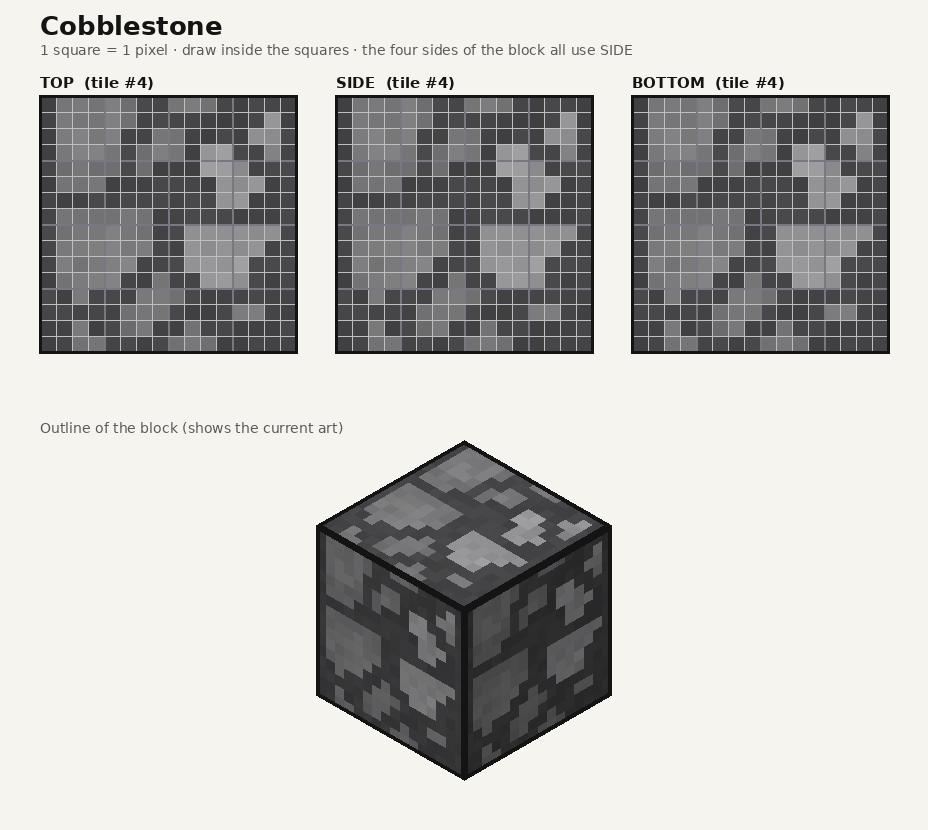 Cobblestone
1 square = 1 pixel · draw inside the squares · the four sides of the block all use SIDE
TOP (tile #4)
SIDE (tile #4)
BOTTOM (tile #4)
Outline of the block (shows the current art)